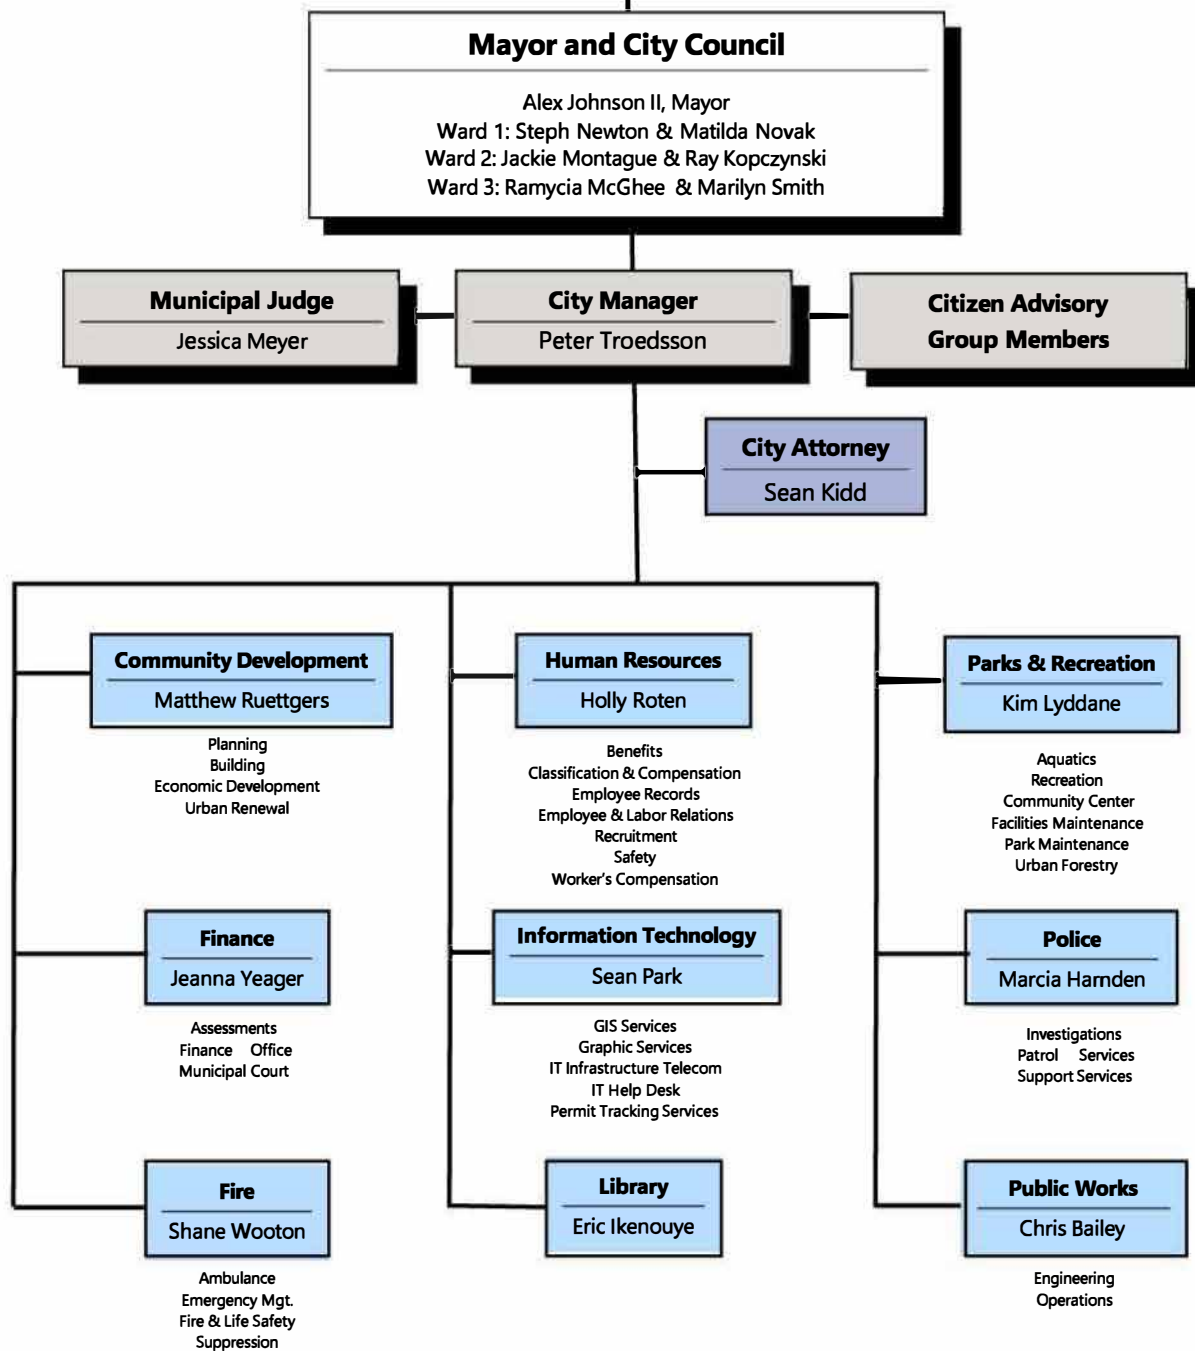 Mayor and City Council
Alex Johnson II, Mayor
Ward 1: Steph Newton & Matilda Novak
Ward 2: Jackie Montague & Ray Kopczynski
Ward 3: Ramycia McGhee & Marilyn Smith
Municipal Judge
Jessica Meyer
City Manager
Peter Troedsson
Citizen Advisory
Group Members
City Attorney
Sean Kidd
Community Development
Matthew Ruettgers
Planning
Building
Economic Development
Urban Renewal
Human Resources
Holly Roten
Benefits
Classification & Compensation
Employee Records
Employee & Labor Relations
Recruitment
Safety
Worker's Compensation
Parks & Recreation
Kim Lyddane
Aquatics
Recreation
Community Center
Facilities Maintenance
Park Maintenance
Urban Forestry
Finance
Jeanna Yeager
Assessments
Finance Office
Municipal Court
Information Technology
Sean Park
GIS Services
Graphic Services
IT Infrastructure Telecom
IT Help Desk
Permit Tracking Services
Police
Marcia Harnden
Investigations
Patrol Services
Support Services
Fire
Shane Wooton
Ambulance
Emergency Mgt.
Fire & Life Safety
Suppression
Library
Eric Ikenouye
Public Works
Chris Bailey
Engineering
Operations